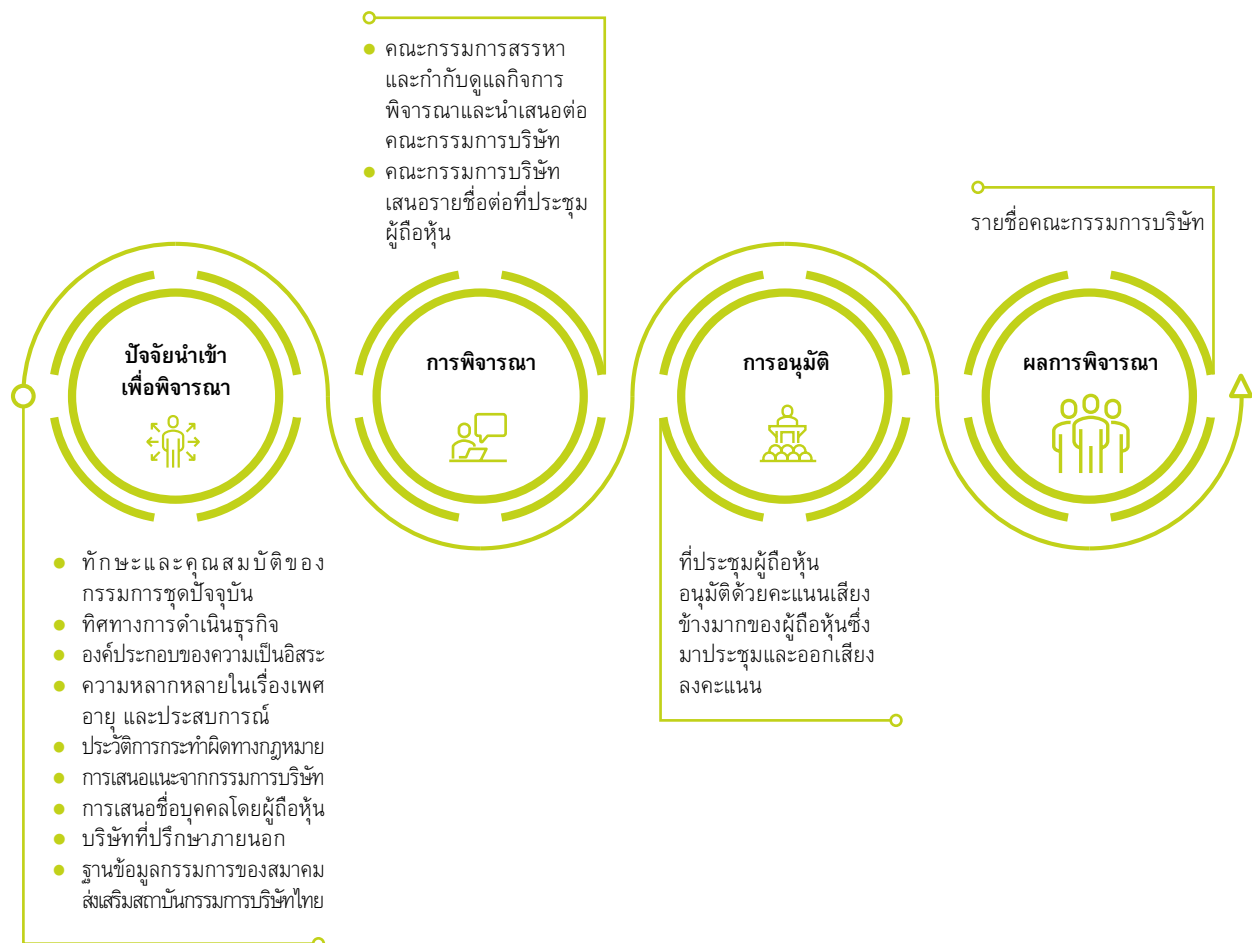 ปัจจัยนำเข้า
เพื่อพิจารณา
● ทักษะและคุณสมบัติของ
กรรมการชุดปัจจุบัน
● ทิศทางการดำเนินธุรกิจ
● องค์ประกอบของความเป็นอิสระ
● ความหลากหลายในเรื่องเพศ
อายุ และประสบการณ์
● ประวัติการกระทำผิดทางกฎหมาย
● การเสนอแนะจากกรรมการบริษัท
● การเสนอชื่อบุคคลโดยผู้ถือหุ้น
● บริษัทที่ปรึกษาภายนอก
● ฐานข้อมูลกรรมการของสมาคม
ส่งเสริมสถาบันกรรมการบริษัทไทย
การพิจารณา
● คณะกรรมการสรรหา
และกำกับดูแลกิจการ
พิจารณาและนำเสนอต่อ
คณะกรรมการบริษัท
● คณะกรรมการบริษัท
เสนอรายชื่อต่อที่ประชุม
ผู้ถือหุ้น
การอนุมัติ
ที่ประชุมผู้ถือหุ้น
อนุมัติด้วยคะแนนเสียง
ข้างมากของผู้ถือหุ้นซึ่ง
มาประชุมและออกเสียง
ลงคะแนน
ผลการพิจารณา
รายชื่อคณะกรรมการบริษัท